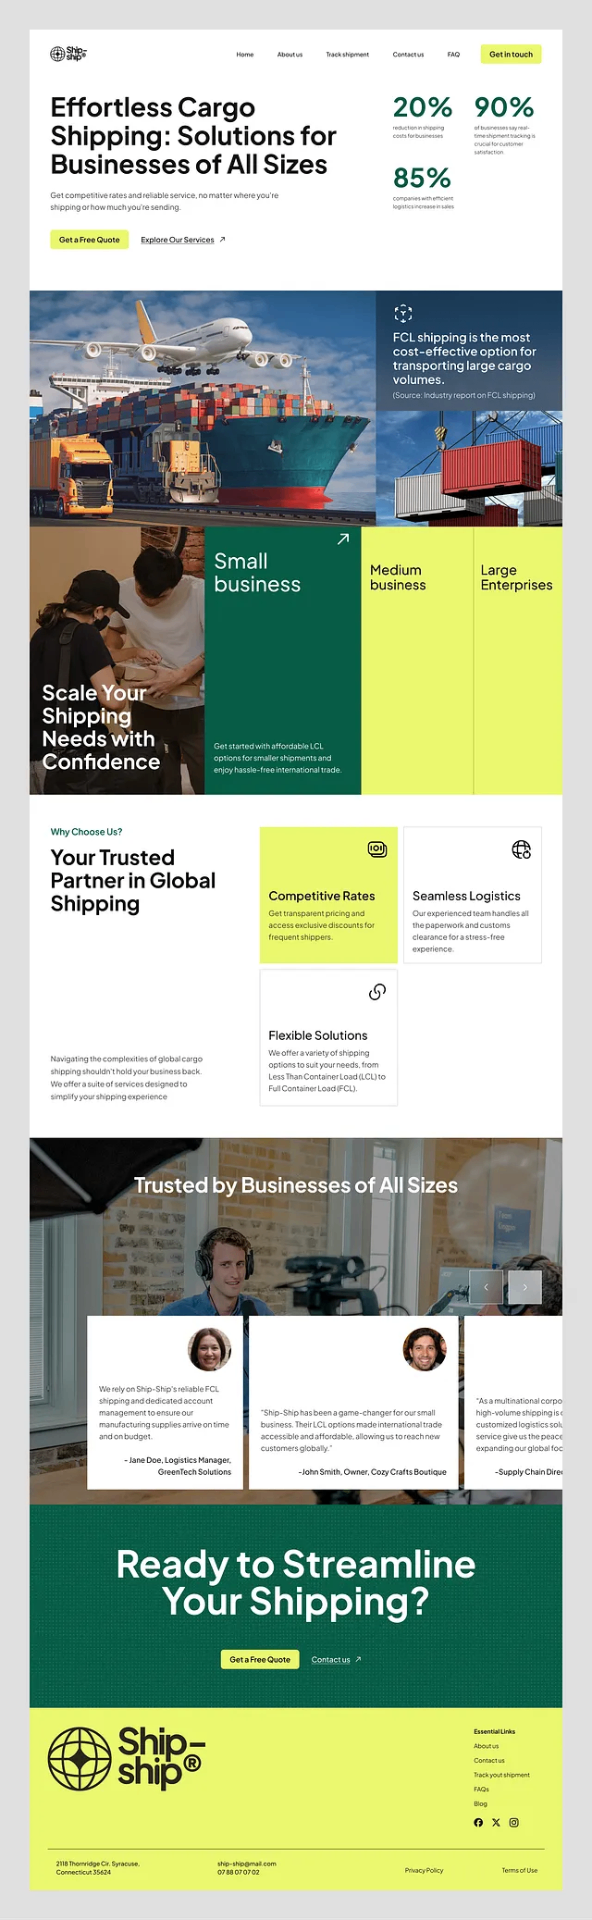 Ship-
ship®
Home
About us
Track shipment
Contact us
FAQ
Get in touch
Effortless Cargo
Shipping: Solutions for
Businesses of All Sizes
Get competitive rates and reliable service, no matter where you're
shipping or how much you're sending.
Get a Free Quote
Explore Our Services
20%
reduction in shipping
costs for businesses
90%
of businesses say real-
time shipment tracking is
crucial for customer
satisfaction
85%
companies with efficient
logistics increase in sales
FCL shipping is the most
cost-effective option for
transporting large cargo
volumes.
(Source: Industry report on FCL shipping)
Scale Your
Shipping
Needs with
Confidence
Small
business
Get started with affordable LCL
options for smaller shipments and
enjoy hassle-free international trade.
Medium
business
Large
Enterprises
Why Choose Us?
Your Trusted
Partner in Global
Shipping
Navigating the complexities of global cargo
shipping shouldn't hold your business back.
We offer a suite of services designed to
simplify your shipping experience
Competitive Rates
Get transparent pricing and
access exclusive discounts for
frequent shippers.
Seamless Logistics
Our experienced team handles all
the paperwork and customs
clearance for a stress-free
experience.
Flexible Solutions
We offer a variety of shipping
options to suit your needs, from
Less Than Container Load (LCL) to
Full Container Load (FCL).
Trusted by Businesses of All Sizes
We rely on Ship-Ship's reliable FCL
shipping and dedicated account
management to ensure our
manufacturing supplies arrive on time
and on budget.
- Jane Doe, Logistics Manager,
GreenTech Solutions
"Ship-Ship has been a game-changer for our small
business. Their LCL options made international trade
accessible and affordable, allowing us to reach new
customers globally."
-John Smith, Owner, Cozy Crafts Boutique
"As a multinational corpo
high-volume shipping is
customized logistics solu
service give us the peace
expanding our global foo
-Supply Chain Direc
Ready to Streamline
Your Shipping?
Get a Free Quote
Contact us
Ship-
ship®
Essential Links
About us
Contact us
Track yout shipment
FAQs
Blog
2118 Thornridge Cir. Syracuse,
Connecticut 35624
ship-ship@mail.com
07 88 07 07 02
Privacy Policy
Terms of Use